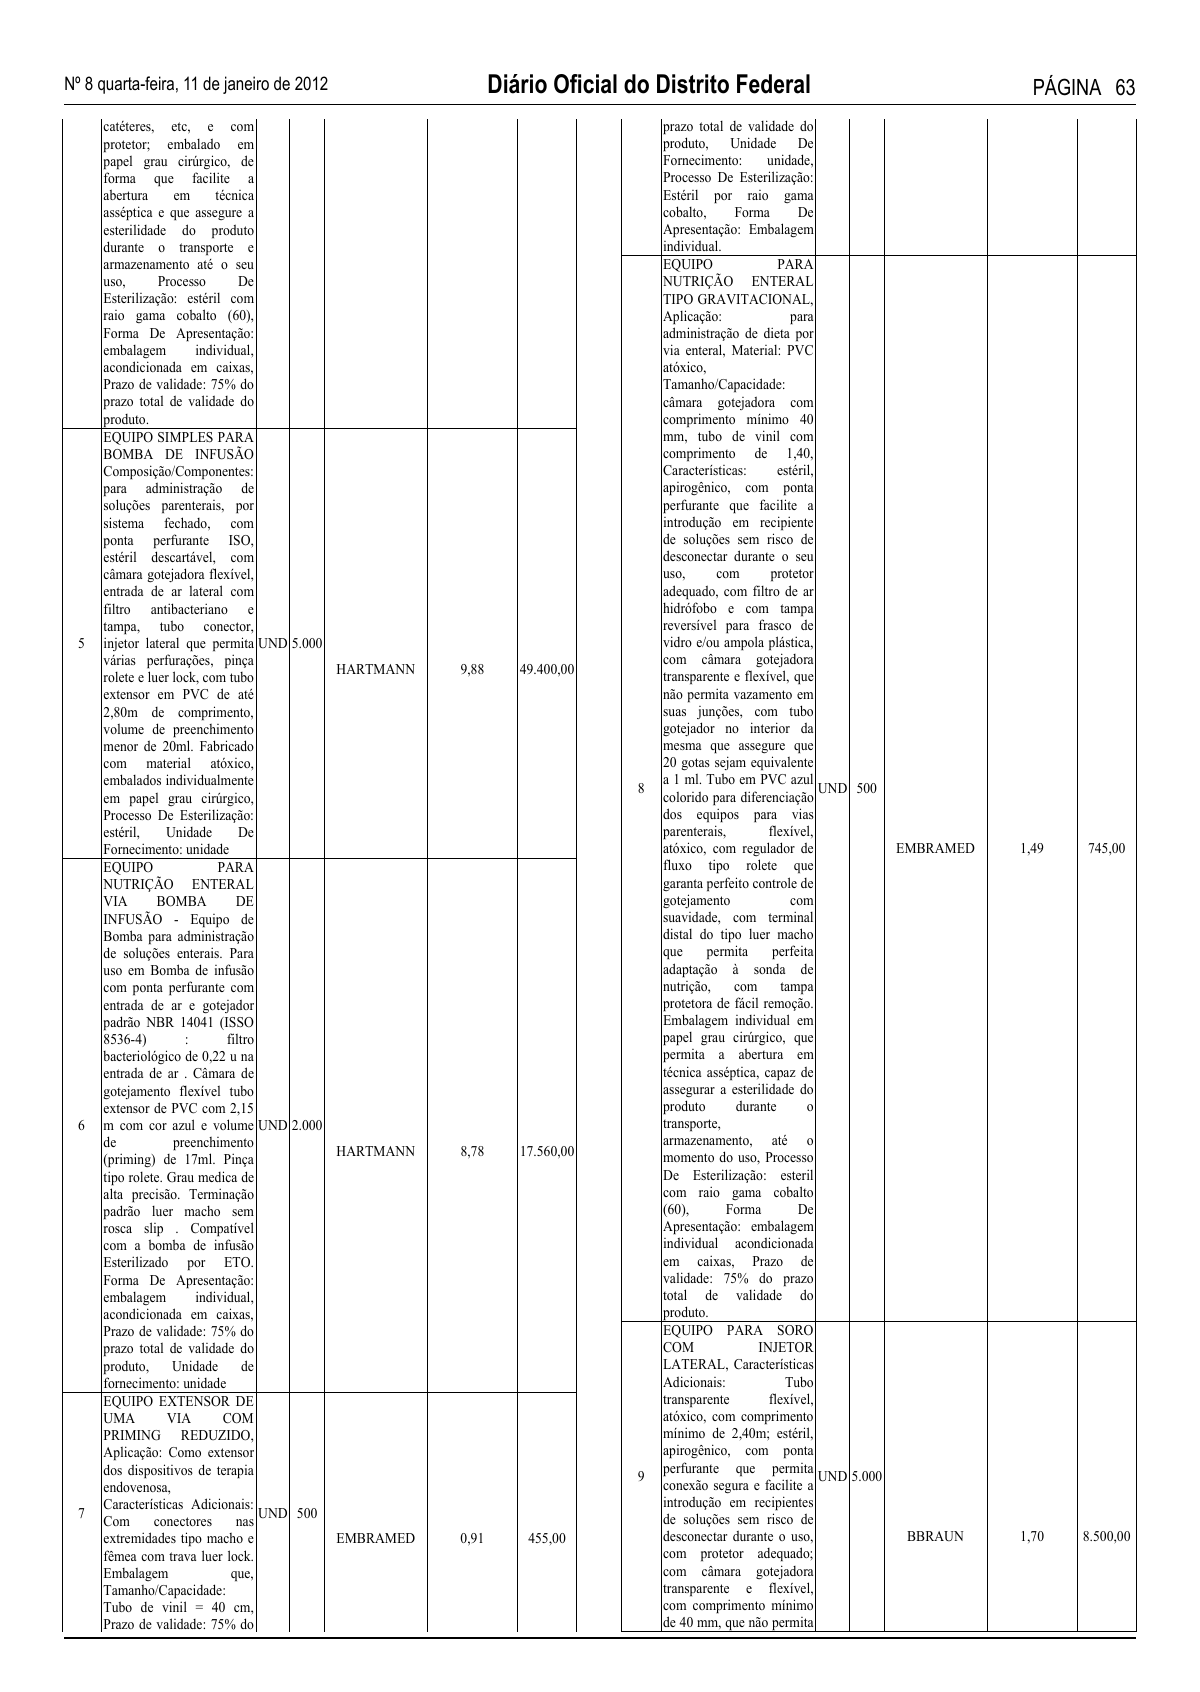 Nº 8 quarta-feira, 11 de janeiro de 2012
Diário Oficial do Distrito Federal
PÁGINA 63
catéteres, etc, e com
protetor; embalado em
papel grau cirúrgico, de
forma que facilite a
abertura em técnica
asséptica e que assegure a
esterilidade do produto
durante o transporte e
armazenamento até o seu
uso, Processo De
Esterilização: estéril com
raio gama cobalto (60),
Forma De Apresentação:
embalagem individual,
acondicionada em caixas,
Prazo de validade: 75% do
prazo total de validade do
produto.
5
EQUIPO SIMPLES PARA
BOMBA DE INFUSÃO
Composição/Componentes:
para administração de
soluções parenterais, por
sistema fechado, com
ponta perfurante ISO,
estéril descartável, com
câmara gotejadora flexível,
entrada de ar lateral com
filtro antibacteriano e
tampa, tubo conector,
injetor lateral que permita
várias perfurações, pinça
rolete e luer lock, com tubo
extensor em PVC de até
2,80m de comprimento,
volume de preenchimento
menor de 20ml. Fabricado
com material atóxico,
embalados individualmente
em papel grau cirúrgico,
Processo De Esterilização:
estéril, Unidade De
Fornecimento: unidade
UND
5.000
HARTMANN
9,88
49.400,00
6
EQUIPO PARA
NUTRIÇÃO ENTERAL
VIA BOMBA DE
INFUSÃO - Equipo de
Bomba para administração
de soluções enterais. Para
uso em Bomba de infusão
com ponta perfurante com
entrada de ar e gotejador
padrão NBR 14041 (ISSO
8536-4) : filtro
bacteriológico de 0,22 u na
entrada de ar . Câmara de
gotejamento flexível tubo
extensor de PVC com 2,15
m com cor azul e volume
de preenchimento
(priming) de 17ml. Pinça
tipo rolete. Grau medica de
alta precisão. Terminação
padrão luer macho sem
rosca slip . Compatível
com a bomba de infusão
Esterilizado por ETO.
Forma De Apresentação:
embalagem individual,
acondicionada em caixas,
Prazo de validade: 75% do
prazo total de validade do
produto, Unidade de
fornecimento: unidade
UND
2.000
HARTMANN
8,78
17.560,00
7
EQUIPO EXTENSOR DE
UMA VIA COM
PRIMING REDUZIDO,
Aplicação: Como extensor
dos dispositivos de terapia
endovenosa,
Características Adicionais:
Com conectores nas
extremidades tipo macho e
fêmea com trava luer lock.
Embalagem que,
Tamanho/Capacidade:
Tubo de vinil = 40 cm,
Prazo de validade: 75% do
UND
500
EMBRAMED
0,91
455,00
prazo total de validade do
produto, Unidade De
Fornecimento: unidade,
Processo De Esterilização:
Estéril por raio gama
cobalto, Forma De
Apresentação: Embalagem
individual.
8
EQUIPO PARA
NUTRIÇÃO ENTERAL
TIPO GRAVITACIONAL,
Aplicação: para
administração de dieta por
via enteral, Material: PVC
atóxico,
Tamanho/Capacidade:
câmara gotejadora com
comprimento mínimo 40
mm, tubo de vinil com
comprimento de 1,40,
Características: estéril,
apirogênico, com ponta
perfurante que facilite a
introdução em recipiente
de soluções sem risco de
desconectar durante o seu
uso, com protetor
adequado, com filtro de ar
hidrófobo e com tampa
reversível para frasco de
vidro e/ou ampola plástica,
com câmara gotejadora
transparente e flexível, que
não permita vazamento em
suas junções, com tubo
gotejador no interior da
mesma que assegure que
20 gotas sejam equivalente
a 1 ml. Tubo em PVC azul
colorido para diferenciação
dos equipos para vias
parenterais, flexível,
atóxico, com regulador de
fluxo tipo rolete que
garanta perfeito controle de
gotejamento com
suavidade, com terminal
distal do tipo luer macho
que permita perfeita
adaptação à sonda de
nutrição, com tampa
protetora de fácil remoção.
Embalagem individual em
papel grau cirúrgico, que
permita a abertura em
técnica asséptica, capaz de
assegurar a esterilidade do
produto durante o
transporte,
armazenamento, até o
momento do uso, Processo
De Esterilização: esteril
com raio gama cobalto
(60), Forma De
Apresentação: embalagem
individual acondicionada
em caixas, Prazo de
validade: 75% do prazo
total de validade do
produto.
UND
500
EMBRAMED
1,49
745,00
9
EQUIPO PARA SORO
COM INJETOR
LATERAL, Características
Adicionais: Tubo
transparente flexível,
atóxico, com comprimento
mínimo de 2,40m; estéril,
apirogênico, com ponta
perfurante que permita
conexão segura e facilite a
introdução em recipientes
de soluções sem risco de
desconectar durante o uso,
com protetor adequado;
com câmara gotejadora
transparente e flexível,
com comprimento mínimo
de 40 mm, que não permita
UND
5.000
BBRAUN
1,70
8.500,00